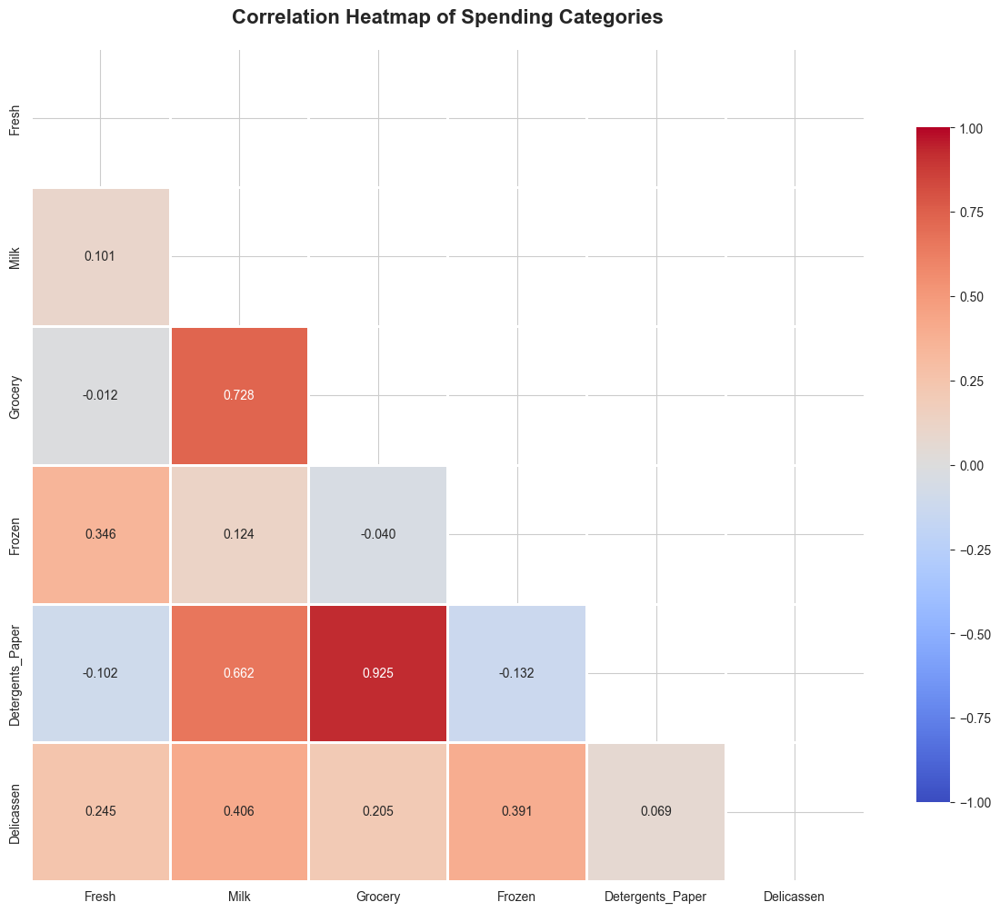 Correlation Heatmap of Spending Categories
Fresh
Milk
0.101
Grocery
-0.012
0.728
Frozen
0.346
0.124
-0.040
Detergents_Paper
-0.102
0.662
0.925
-0.132
Delicassen
0.245
0.406
0.205
0.391
0.069
Fresh
Milk
Grocery
Frozen
Detergents_Paper
Delicassen
1.00
0.75
0.50
0.25
0.00
−0.25
−0.50
−0.75
−1.00